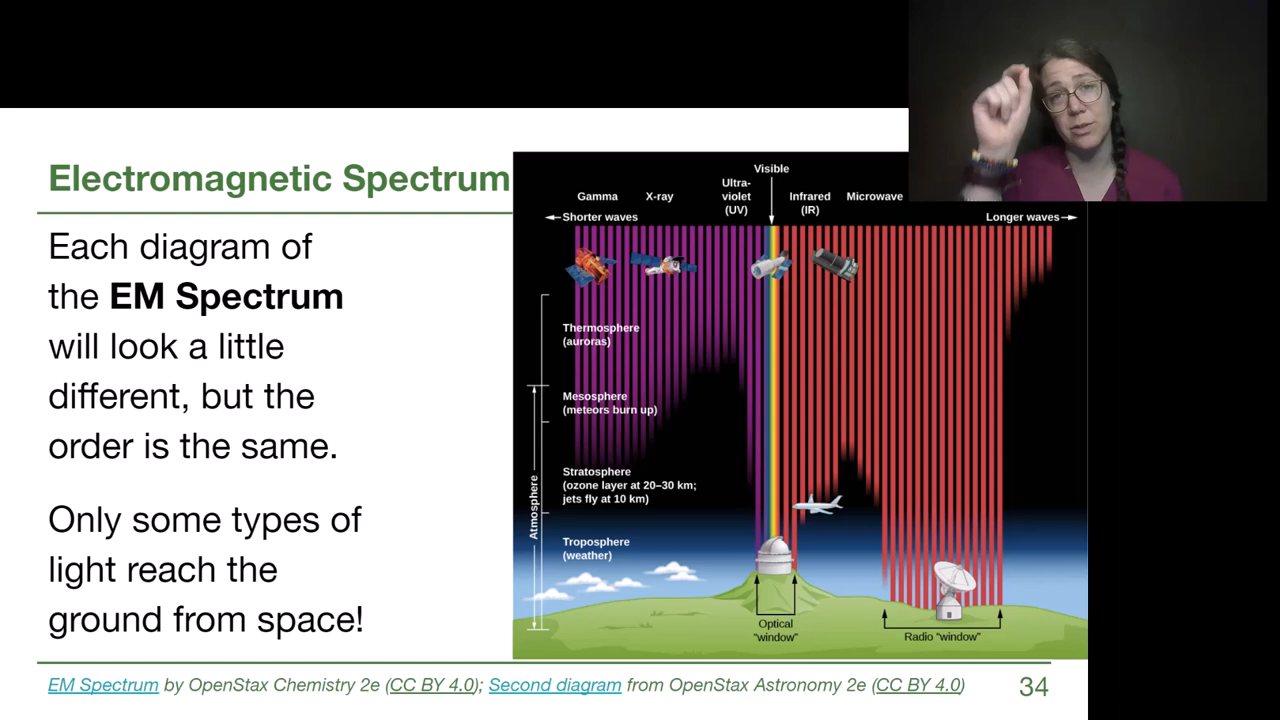 Electromagnetic Spectrum
Each diagram of
the EM Spectrum
will look a little
different, but the
order is the same.
Only some types of
light reach the
ground from space!
Visible
Gamma
X-ray
Ultra-
violet
(UV)
Infrared
(IR)
Microwave
Shorter waves
Longer waves
Thermosphere
(auroras)
Mesosphere
(meteors burn up)
Stratosphere
(ozone layer at 20–30 km;
jets fly at 10 km)
Atmosphere
Troposphere
(weather)
Optical
"window"
Radio "window"
EM Spectrum by OpenStax Chemistry 2e (CC BY 4.0); Second diagram from OpenStax Astronomy 2e (CC BY 4.0)
34